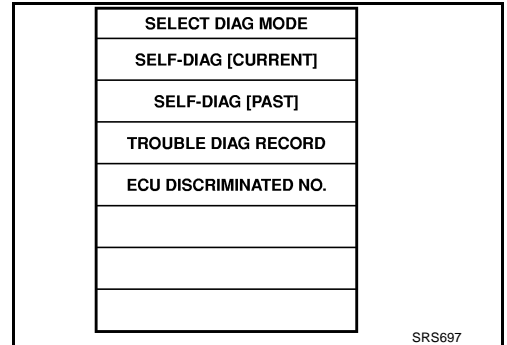 SELECT DIAG MODE
SELF-DIAG [CURRENT]
SELF-DIAG [PAST]
TROUBLE DIAG RECORD
ECU DISCRIMINATED NO.
SRS697